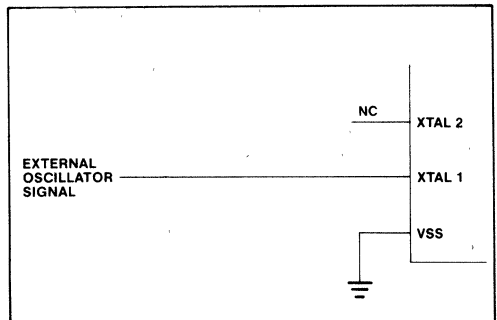 NC
XTAL 2
EXTERNAL
OSCILLATOR
SIGNAL
XTAL 1
VSS